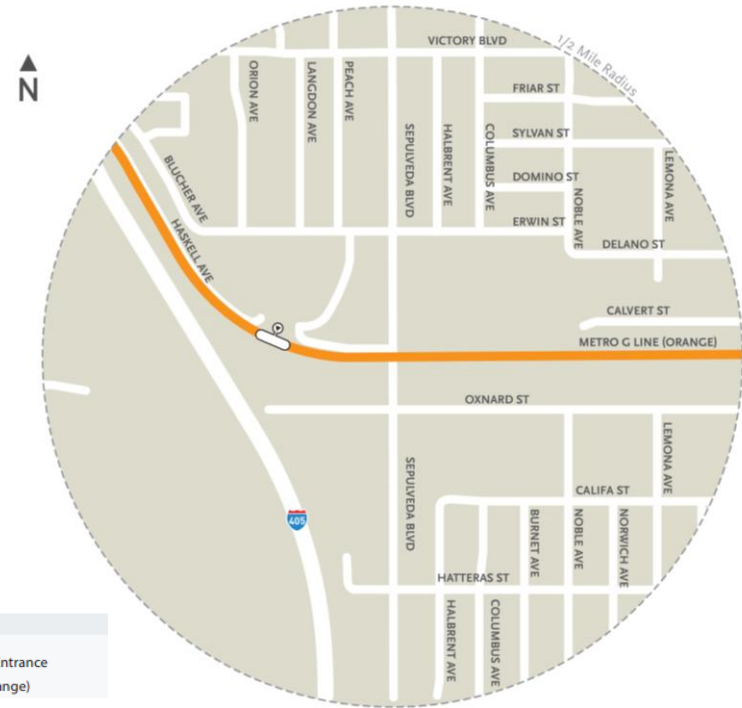 N
VICTORY BLVD
1/2 Mile Radius
ORION AVE
LANGDON AVE
PEACH AVE
FRIAR ST
SEPULVEDA BLVD
HALBRENT AVE
COLUMBUS AVE
SYLVAN ST
LEMONA AVE
BLUCHER AVE
DOMINO ST
NOBLE AVE
HASKELL AVE
ERWIN ST
DELANO ST
CALVERT ST
METRO G LINE (ORANGE)
OXNARD ST
LEMONA AVE
SEPULVEDA BLVD
CALIFA ST
405
BURNET AVE
NOBLE AVE
NORWICH AVE
HATTERAS ST
HALBRENT AVE
COLUMBUS AVE
ntrance
nge)